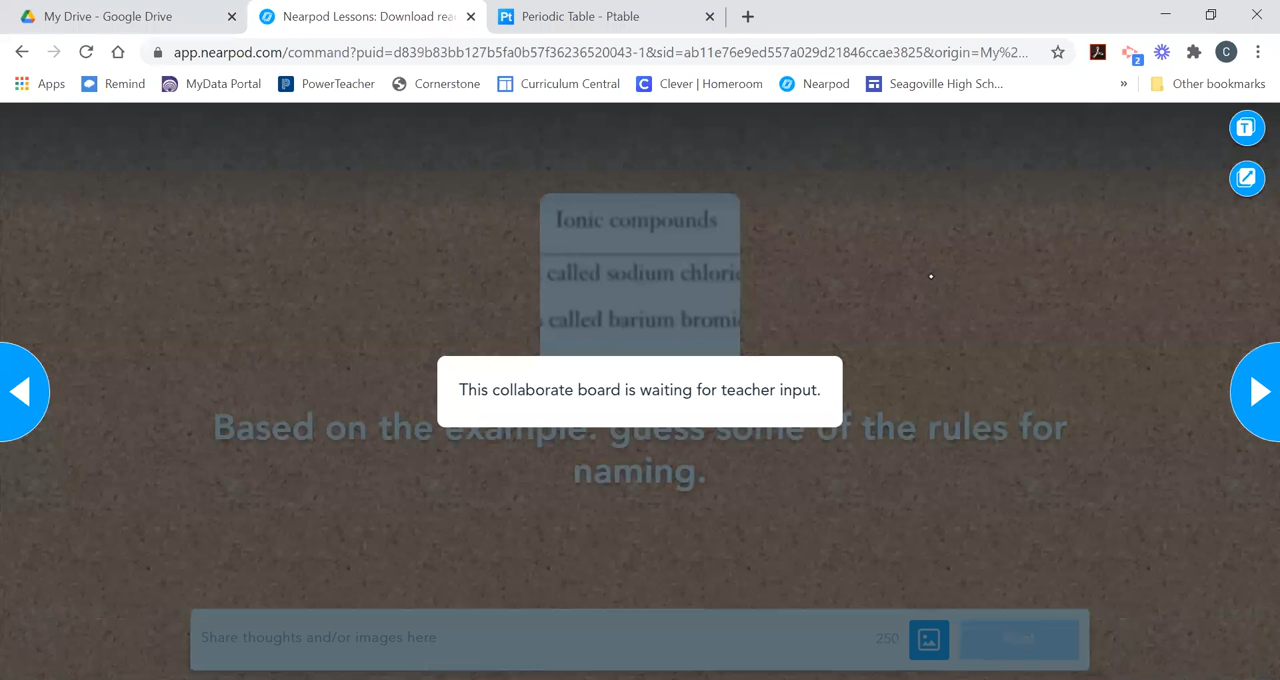 My Drive - Google Drive
Nearpod Lessons: Download rea
Periodic Table - Ptable
app.nearpod.com/command?puid=d839b83bb127b5fa0b57f36236520043-1&sid=ab11e76e9ed557a029d21846ccae3825&origin=My%2...
2
C
Apps
Remind
MyData Portal
PowerTeacher
Cornerstone
Curriculum Central
Clever | Homeroom
Nearpod
Seagoville High Sch...
»
Other bookmarks
T
Ionic compounds
called sodium chlori
called barium bromi
This collaborate board is waiting for teacher input.
Based on the example: guess some of the rules for
naming.
Share thoughts and/or images here
250
Post